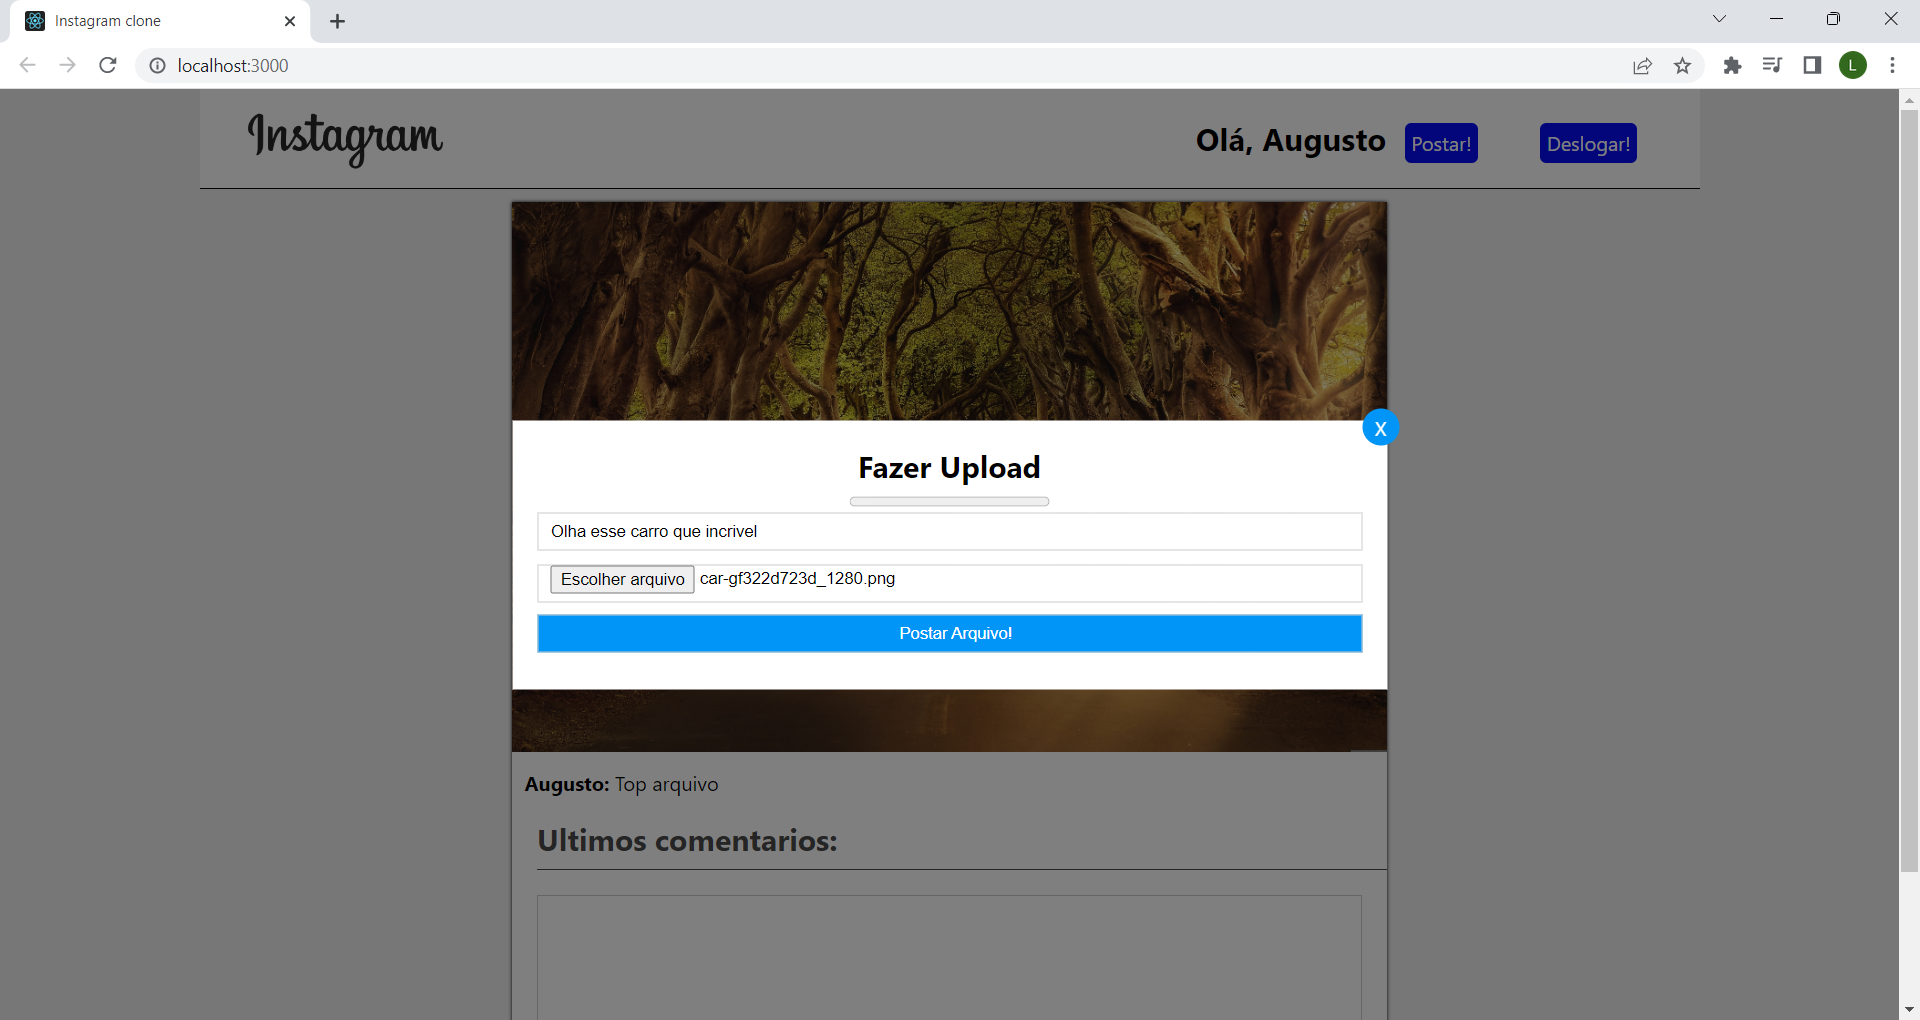 Instagram clone
localhost:3000
L
Instagram
Olá, Augusto
Postar!
Deslogar!
X
Fazer Upload
Olha esse carro que incrivel
Escolher arquivo car-gf322d723d_1280.png
Postar Arquivo!
Augusto: Top arquivo
Ultimos comentarios: